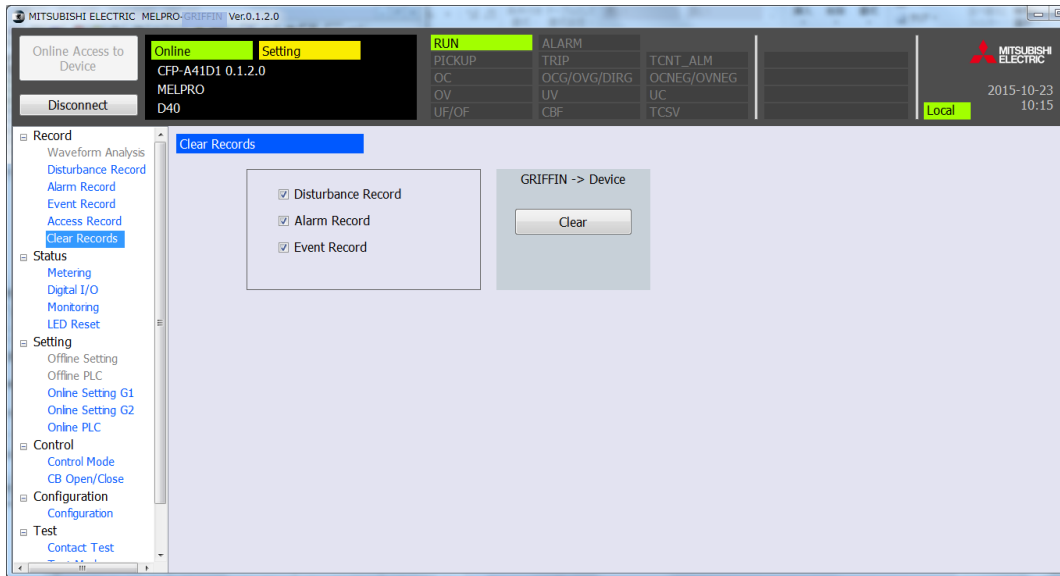 MITSUBISHI ELECTRIC MELPRO-GRIFFIN Ver.0.1.2.0
Online Access to
Device
Disconnect
Online Setting
CFP-A41D1 0.1.2.0
MELPRO
D40
RUN ALARM
PICKUP TRIP TCNT_ALM
OC OCG/OVG/DIRG OCNEG/OVNEG
OV UV UC
UF/OF CBF TCSV
MITSUBISHI
ELECTRIC
2015-10-23
10:15
Local
Record
Waveform Analysis
Disturbance Record
Alarm Record
Event Record
Access Record
Clear Records
Status
Metering
Digital I/O
Monitoring
LED Reset
Setting
Offline Setting
Offline PLC
Online Setting G1
Online Setting G2
Online PLC
Control
Control Mode
CB Open/Close
Configuration
Configuration
Test
Contact Test
Clear Records
Disturbance Record
Alarm Record
Event Record
GRIFFIN -> Device
Clear